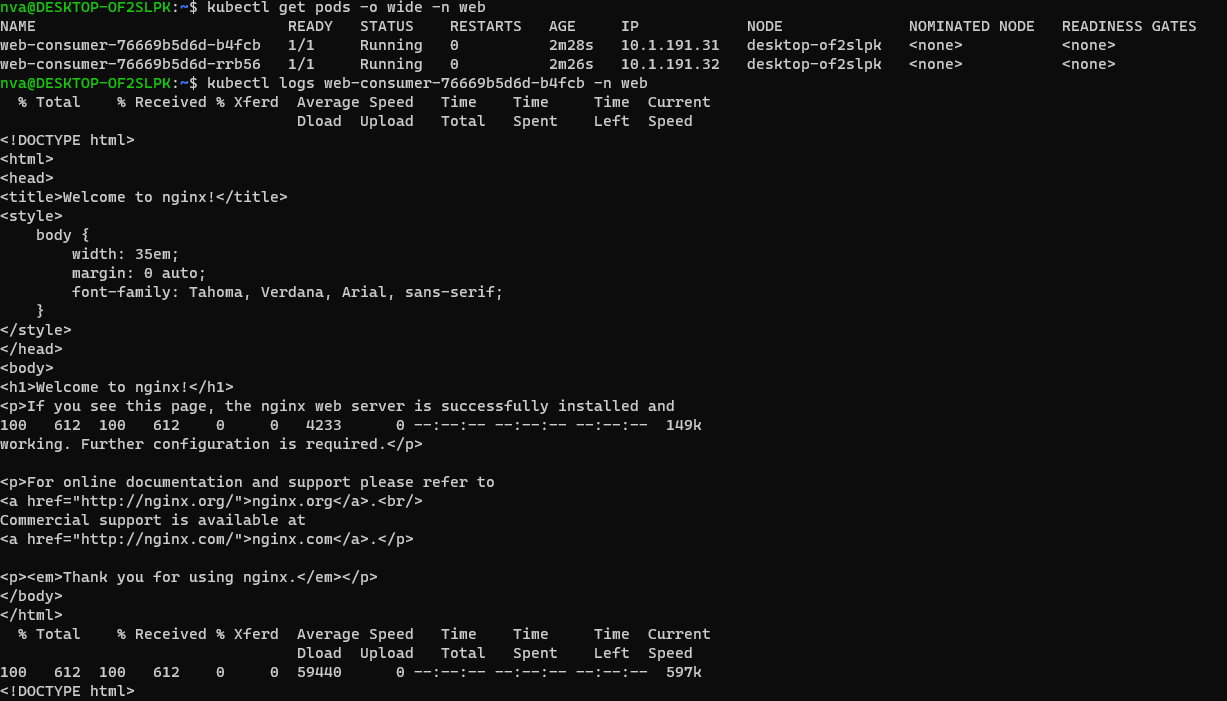 nva@DESKTOP-OF2SLPK:~$ kubectl get pods -o wide -n web
NAME                            READY   STATUS    RESTARTS   AGE     IP            NODE              NOMINATED NODE   READINESS GATES
web-consumer-76669b5d6d-b4fcb   1/1     Running   0          2m28s   10.1.191.31   desktop-of2slpk   <none>           <none>
web-consumer-76669b5d6d-rrb56   1/1     Running   0          2m26s   10.1.191.32   desktop-of2slpk   <none>           <none>
nva@DESKTOP-OF2SLPK:~$ kubectl logs web-consumer-76669b5d6d-b4fcb -n web
  % Total    % Received % Xferd  Average Speed   Time    Time     Time  Current
                                 Dload  Upload   Total   Spent    Left  Speed
<!DOCTYPE html>
<html>
<head>
<title>Welcome to nginx!</title>
<style>
    body {
        width: 35em;
        margin: 0 auto;
        font-family: Tahoma, Verdana, Arial, sans-serif;
    }
</style>
</head>
<body>
<h1>Welcome to nginx!</h1>
<p>If you see this page, the nginx web server is successfully installed and
100   612  100   612    0     0   4233      0 --:--:-- --:--:-- --:--:--  149k
working. Further configuration is required.</p>

<p>For online documentation and support please refer to
<a href="http://nginx.org/">nginx.org</a>.<br/>
Commercial support is available at
<a href="http://nginx.com/">nginx.com</a>.</p>

<p><em>Thank you for using nginx.</em></p>
</body>
</html>
  % Total    % Received % Xferd  Average Speed   Time    Time     Time  Current
                                 Dload  Upload   Total   Spent    Left  Speed
100   612  100   612    0     0  59440      0 --:--:-- --:--:-- --:--:--  597k
<!DOCTYPE html>